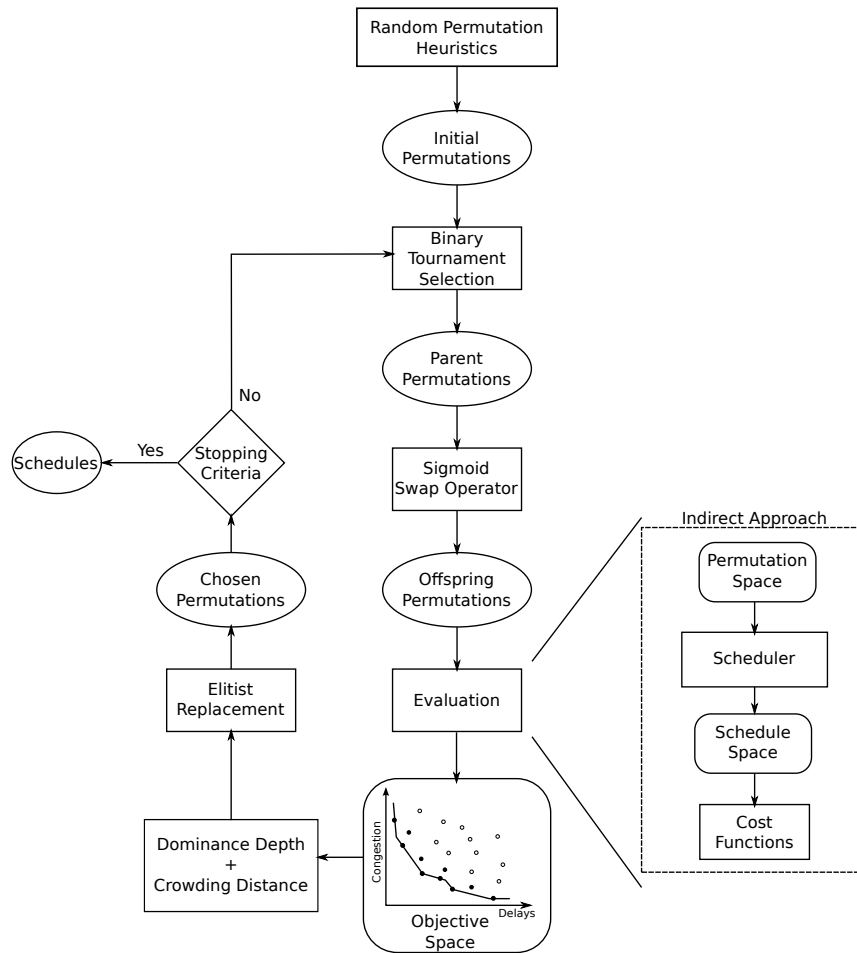 Random Permutation
Heuristics
Initial
Permutations
Binary
Tournament
Selection
Parent
Permutations
No
Yes
Schedules
Stopping
Criteria
Sigmoid
Swap Operator
Indirect Approach
Permutation
Space
Chosen
Permutations
Offspring
Permutations
Scheduler
Elitist
Replacement
Evaluation
Schedule
Space
Cost
Functions
Dominance Depth
+
Crowding Distance
Congestion
Delays
Objective
Space